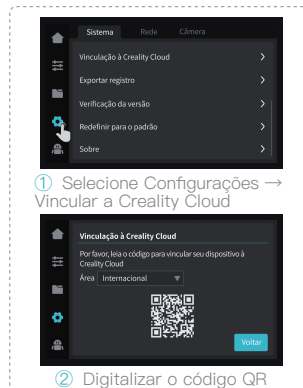 Sistema Rede Câmera
Vinculação à Creality Cloud
Exportar registro
Verificação da versão
Redefinir para o padrão
Sobre
① Selecione Configurações →
Vincular a Creality Cloud
Vinculação à Creality Cloud
Por favor, leia o código para vincular seu dispositivo à
Creality Cloud
Área Internacional
Voltar
② Digitalizar o código QR